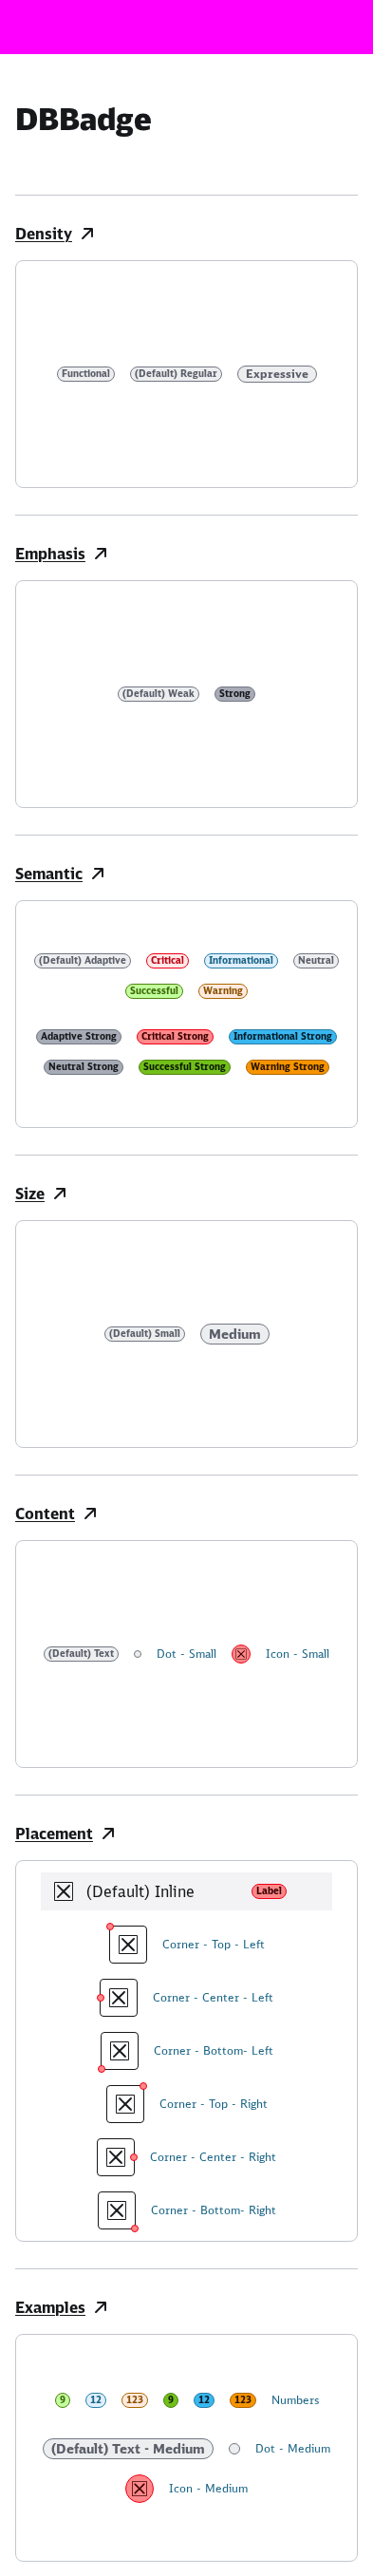 DBBadge
Density
Functional (Default) Regular Expressive
Emphasis
(Default) Weak Strong
Semantic
(Default) Adaptive Critical Informational Neutral
Successful Warning
Adaptive Strong Critical Strong Informational Strong
Neutral Strong Successful Strong Warning Strong
Size
(Default) Small Medium
Content
(Default) Text Dot - Small Icon - Small
Placement
(Default) Inline Label
Corner - Top - Left
Corner - Center - Left
Corner - Bottom- Left
Corner - Top - Right
Corner - Center - Right
Corner - Bottom- Right
Examples
9 12 123 9 12 123 Numbers
(Default) Text - Medium Dot - Medium
Icon - Medium